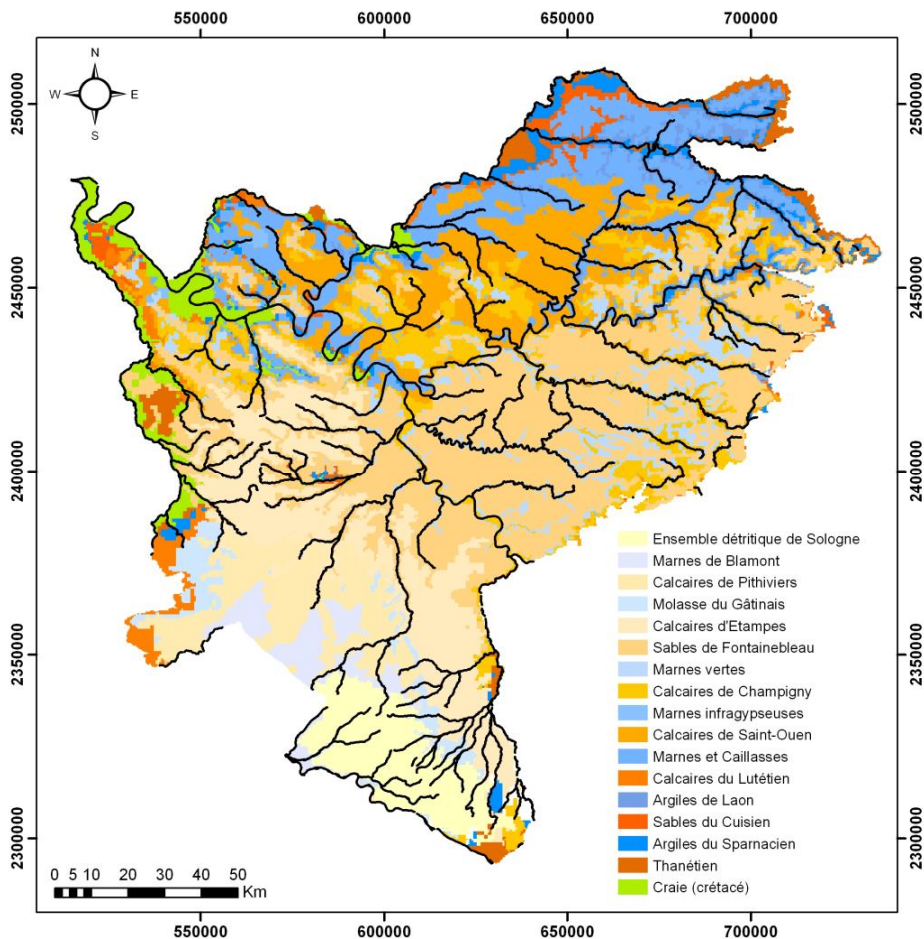 550000 600000 650000 700000
N
W E
S
2500000 2500000
2450000 2450000
2400000 2400000
2350000 2350000
2300000 2300000
Ensemble détritique de Sologne
Marnes de Blamont
Calcaires de Pithiviers
Molasse du Gâtinais
Calcaires d'Etampes
Sables de Fontainebleau
Marnes vertes
Calcaires de Champigny
Marnes infragypseuses
Calcaires de Saint-Ouen
Marnes et Caillasses
Calcaires du Lutétien
Argiles de Laon
Sables du Cuisien
Argiles du Sparnacien
Thanétien
Craie (crétacé)
0 5 10 20 30 40 50
Km
550000 600000 650000 700000